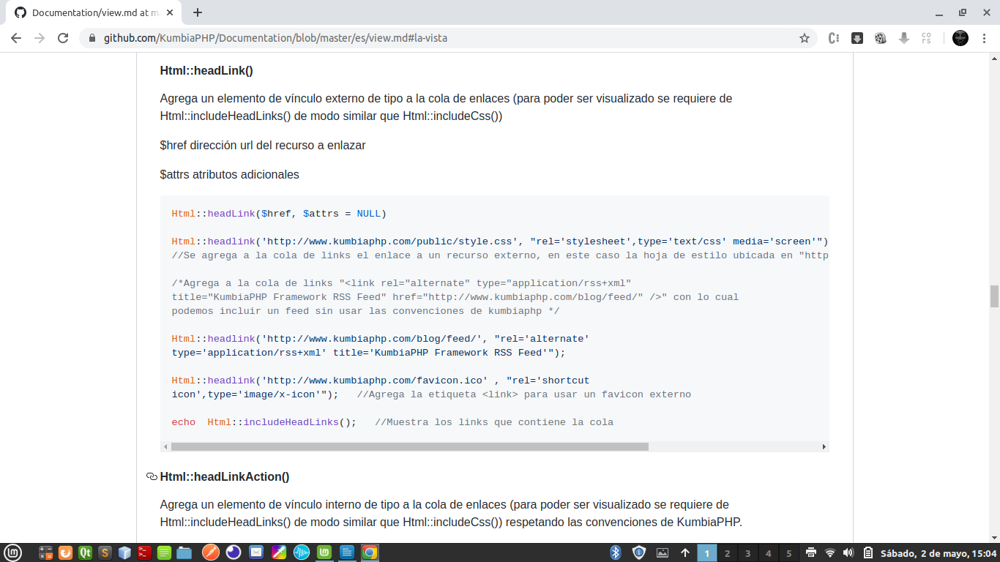 Documentation/view.md at m
github.com/KumbiaPHP/Documentation/blob/master/es/view.md#la-vista
co
rs
Html::headLink()
Agrega un elemento de vínculo externo de tipo a la cola de enlaces (para poder ser visualizado se requiere de
Html::includeHeadLinks() de modo similar que Html::includeCss())
$href dirección url del recurso a enlazar
$attrs atributos adicionales
Html::headLink($href, $attrs = NULL)
Html::headlink('http://www.kumbiaphp.com/public/style.css', "rel='stylesheet',type='text/css' media='screen'")
//Se agrega a la cola de links el enlace a un recurso externo, en este caso la hoja de estilo ubicada en "http
/*Agrega a la cola de links "<link rel="alternate" type="application/rss+xml"
title="KumbiaPHP Framework RSS Feed" href="http://www.kumbiaphp.com/blog/feed/" />" con lo cual
podemos incluir un feed sin usar las convenciones de kumbiaphp */
Html::headlink('http://www.kumbiaphp.com/blog/feed/', "rel='alternate'
type='application/rss+xml' title='KumbiaPHP Framework RSS Feed'");
Html::headlink('http://www.kumbiaphp.com/favicon.ico' , "rel='shortcut
icon',type='image/x-icon'");   //Agrega la etiqueta <link> para usar un favicon externo
echo  Html::includeHeadLinks();   //Muestra los links que contiene la cola
Html::headLinkAction()
Agrega un elemento de vínculo interno de tipo a la cola de enlaces (para poder ser visualizado se requiere de
Html::includeHeadLinks() de modo similar que Html::includeCss()) respetando las convenciones de KumbiaPHP.
Qt
S
1 2 3 4 5
Sábado, 2 de mayo, 15:04